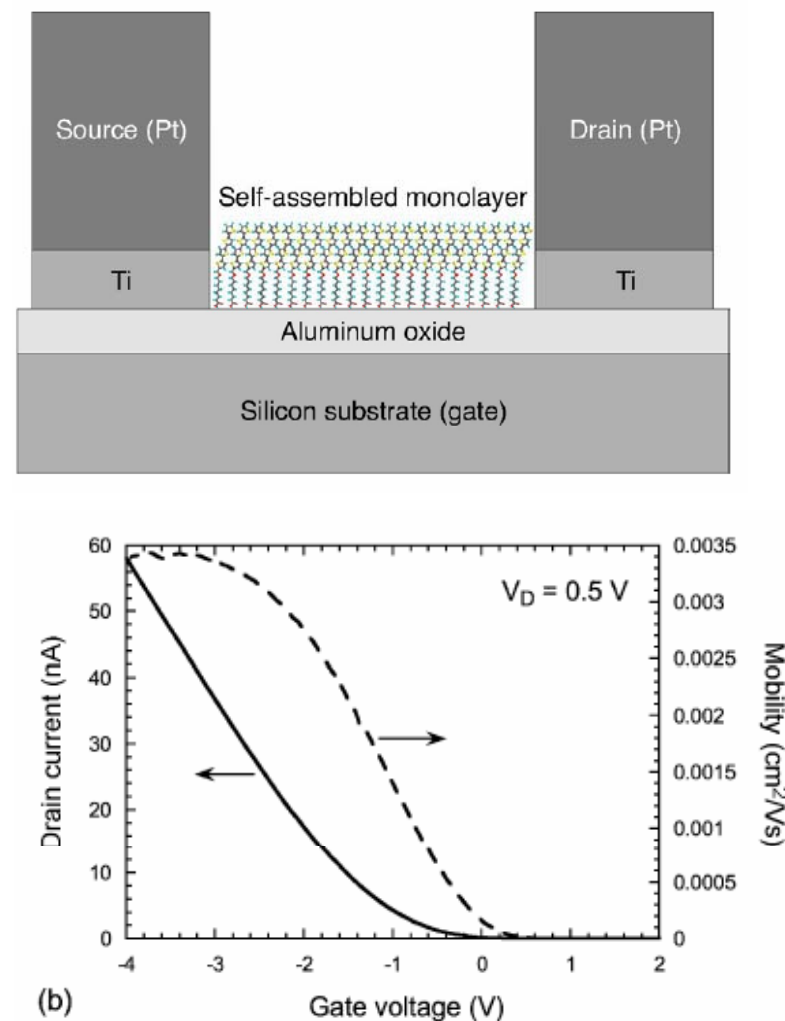 Source (Pt)
Drain (Pt)
Self-assembled monolayer
Ti
Ti
Aluminum oxide
Silicon substrate (gate)
60
50
40
30
20
10
0
Drain current (nA)
V_D = 0.5 V
0.0035
0.003
0.0025
0.002
0.0015
0.001
0.0005
0
Mobility (cm²/Vs)
-4 -3 -2 -1 0 1 2
(b)
Gate voltage (V)